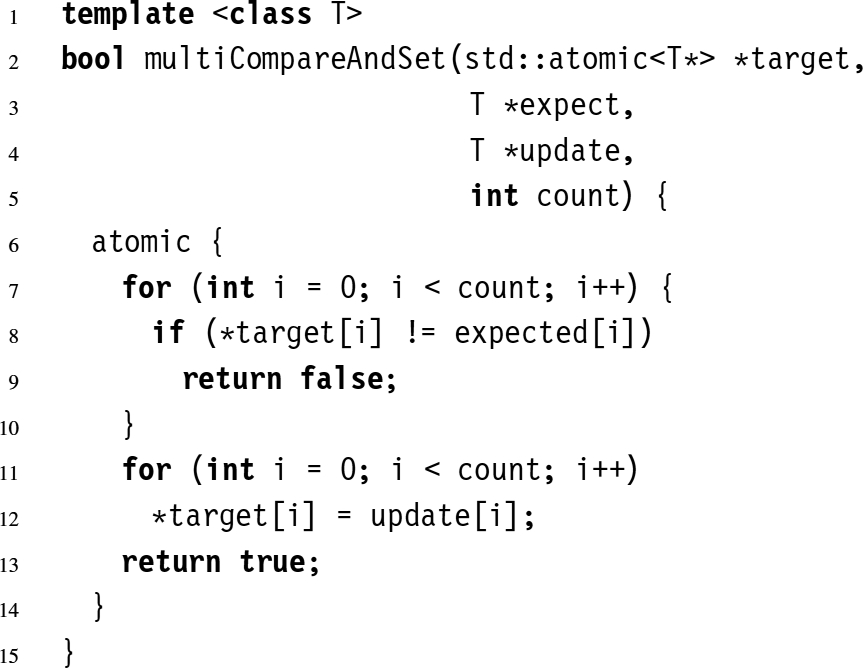 1 template <class T>
2 bool multiCompareAndSet(std::atomic<T*> *target,
3 T *expect,
4 T *update,
5 int count) {
6 atomic {
7 for (int i = 0; i < count; i++) {
8 if (*target[i] != expected[i])
9 return false;
10 }
11 for (int i = 0; i < count; i++)
12 *target[i] = update[i];
13 return true;
14 }
15 }